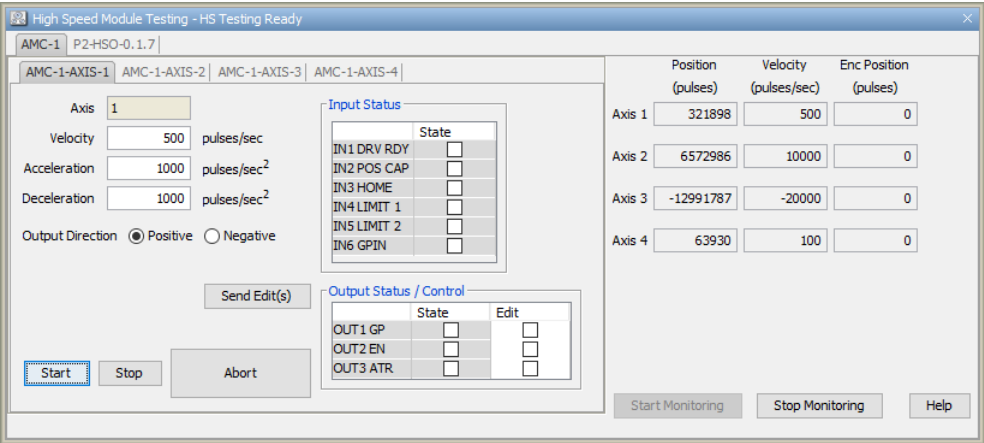 High Speed Module Testing - HS Testing Ready
AMC-1 P2-HSO-0.1.7
AMC-1-AXIS-1 AMC-1-AXIS-2 AMC-1-AXIS-3 AMC-1-AXIS-4
Axis 1
Velocity 500 pulses/sec
Acceleration 1000 pulses/sec²
Deceleration 1000 pulses/sec²
Output Direction Positive Negative
Send Edit(s)
Start Stop Abort
Input Status
State
IN1 DRV RDY
IN2 POS CAP
IN3 HOME
IN4 LIMIT 1
IN5 LIMIT 2
IN6 GPIN
Output Status / Control
State Edit
OUT1 GP
OUT2 EN
OUT3 ATR
Position Velocity Enc Position
(pulses) (pulses/sec) (pulses)
Axis 1 321898 500 0
Axis 2 6572986 10000 0
Axis 3 -12991787 -20000 0
Axis 4 63930 100 0
Start Monitoring Stop Monitoring Help